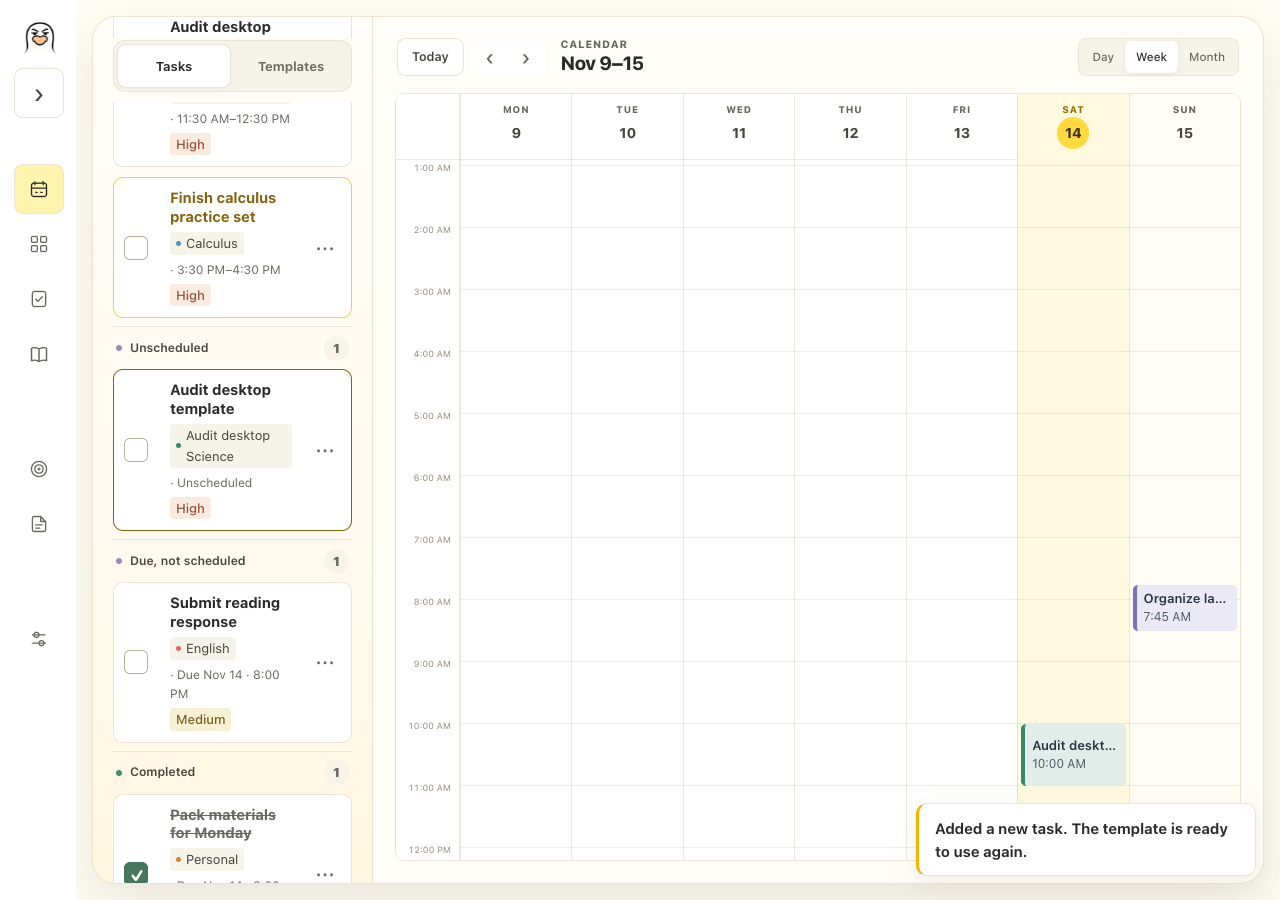 Audit desktop
Tasks
Templates
· 11:30 AM–12:30 PM
High
Finish calculus
practice set
Calculus
· 3:30 PM–4:30 PM
High
Unscheduled
1
Audit desktop
template
Audit desktop
Science
· Unscheduled
High
Due, not scheduled
1
Submit reading
response
English
· Due Nov 14 · 8:00
PM
Medium
Completed
1
Pack materials
for Monday
Personal
Today
CALENDAR
Nov 9–15
Day
Week
Month
MON
9
TUE
10
WED
11
THU
12
FRI
13
SAT
14
SUN
15
1:00 AM
2:00 AM
3:00 AM
4:00 AM
5:00 AM
6:00 AM
7:00 AM
8:00 AM
9:00 AM
10:00 AM
11:00 AM
12:00 PM
Organize la...
7:45 AM
Audit deskt...
10:00 AM
Added a new task. The template is ready
to use again.